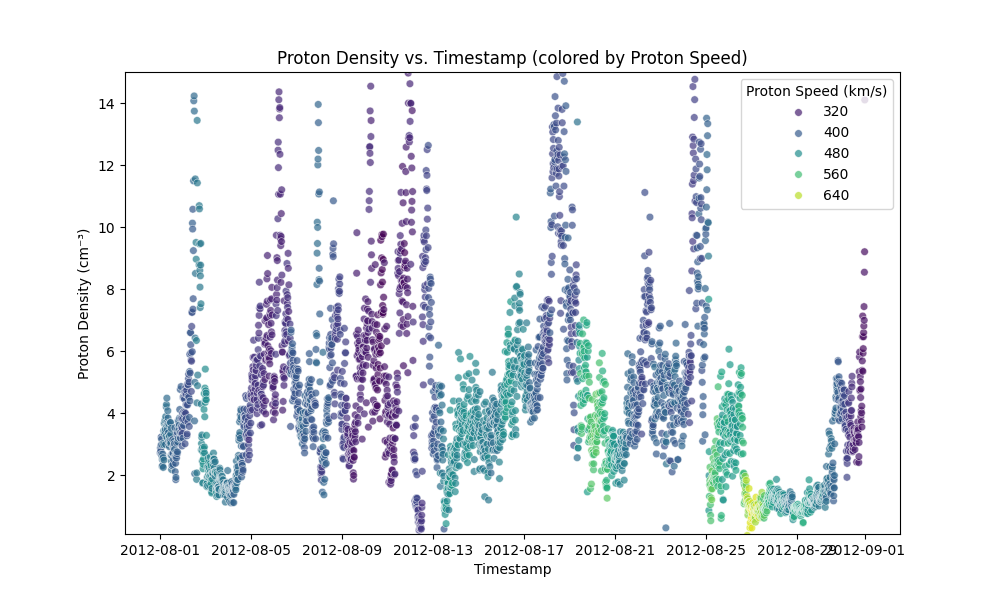 Proton Density vs. Timestamp (colored by Proton Speed)
Proton Density (cm⁻³)
14
12
10
8
6
4
2
Proton Speed (km/s)
320
400
480
560
640
2012-08-01 2012-08-05 2012-08-09 2012-08-13 2012-08-17 2012-08-21 2012-08-25 2012-08-29 2012-09-01
Timestamp